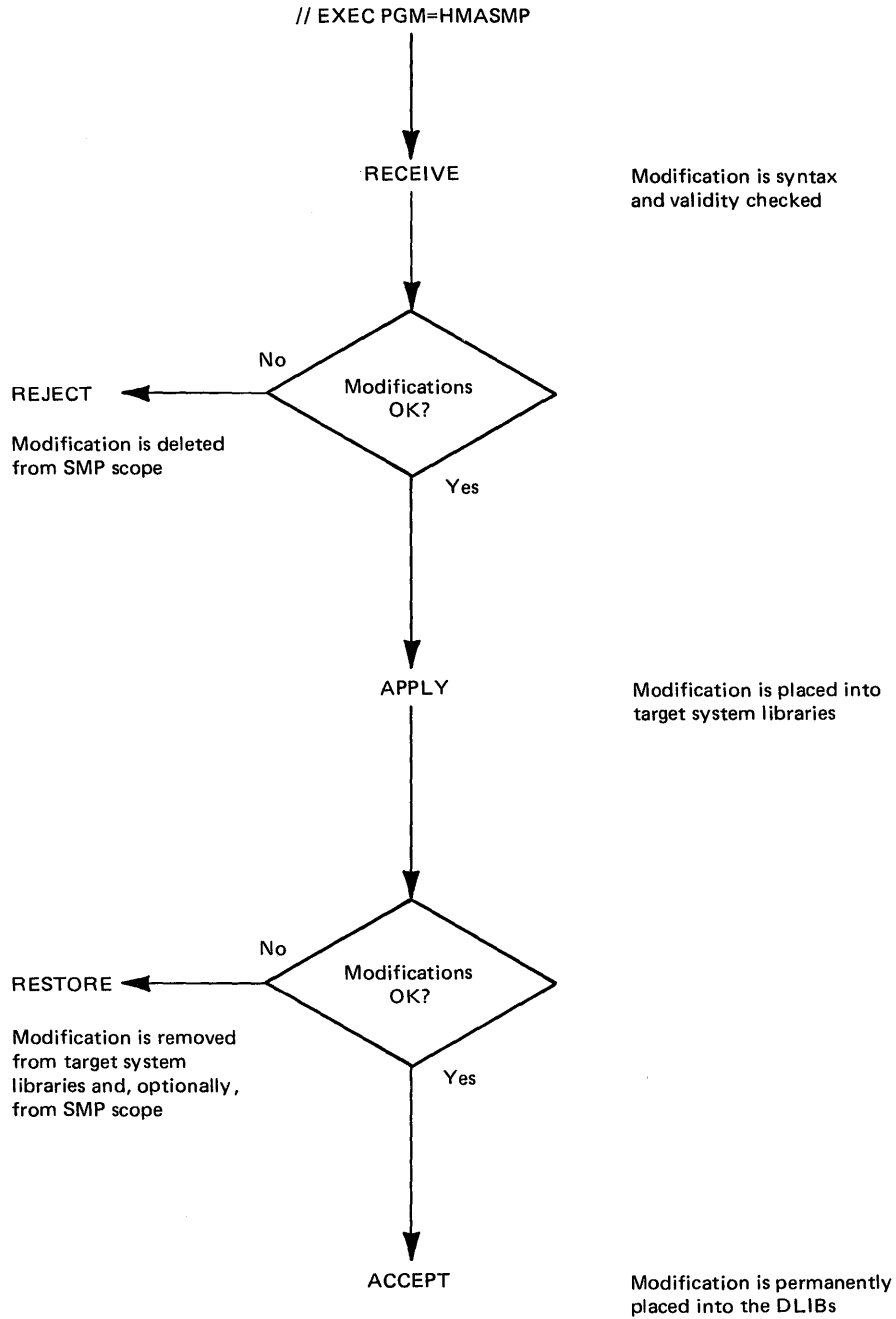 // EXEC PGM=HMASMP
RECEIVE
Modification is syntax
and validity checked
No
Modifications
OK?
REJECT
Modification is deleted
from SMP scope
Yes
APPLY
Modification is placed into
target system libraries
No
Modifications
OK?
RESTORE
Modification is removed
from target system
libraries and, optionally,
from SMP scope
Yes
ACCEPT
Modification is permanently
placed into the DLIBs